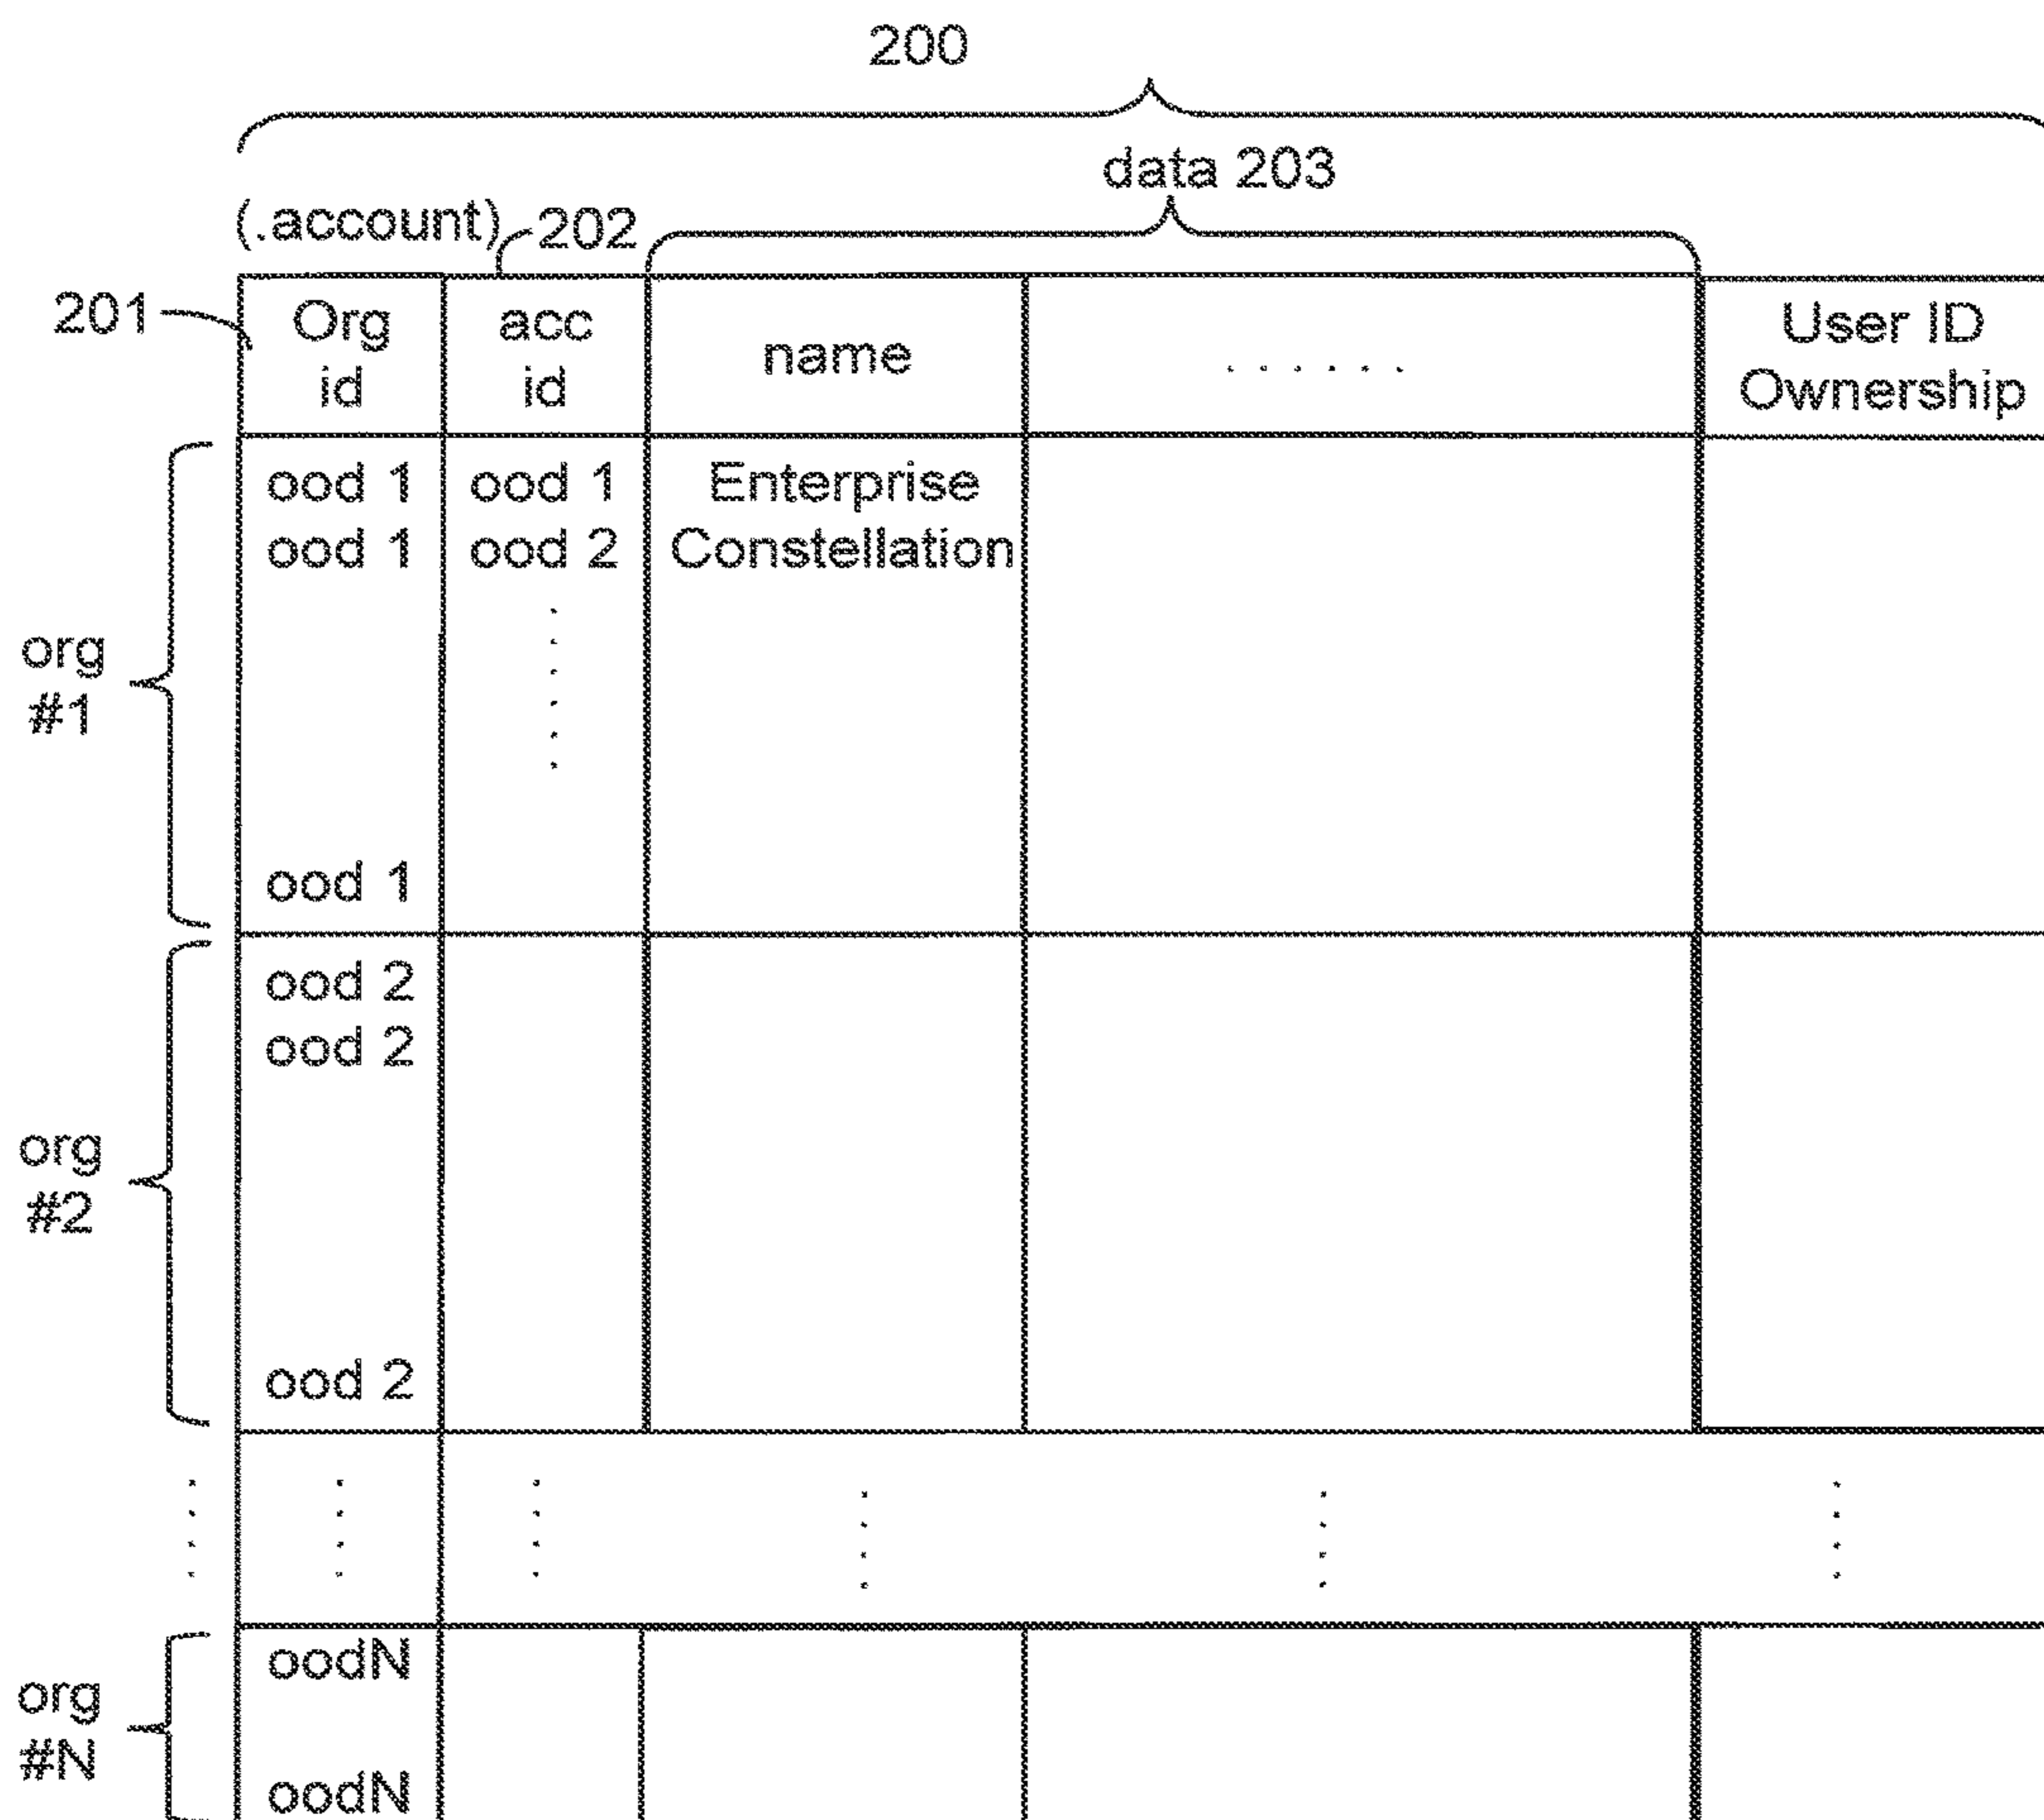 200
data 203
(.account) 202
201
Org id
acc id
name
. . . . . .
User ID Ownership
org #1
ood 1 ood 1 Enterprise
ood 1 ood 2 Constellation
ood 1
org #2
ood 2
ood 2
ood 2
org #N
oodN
oodN